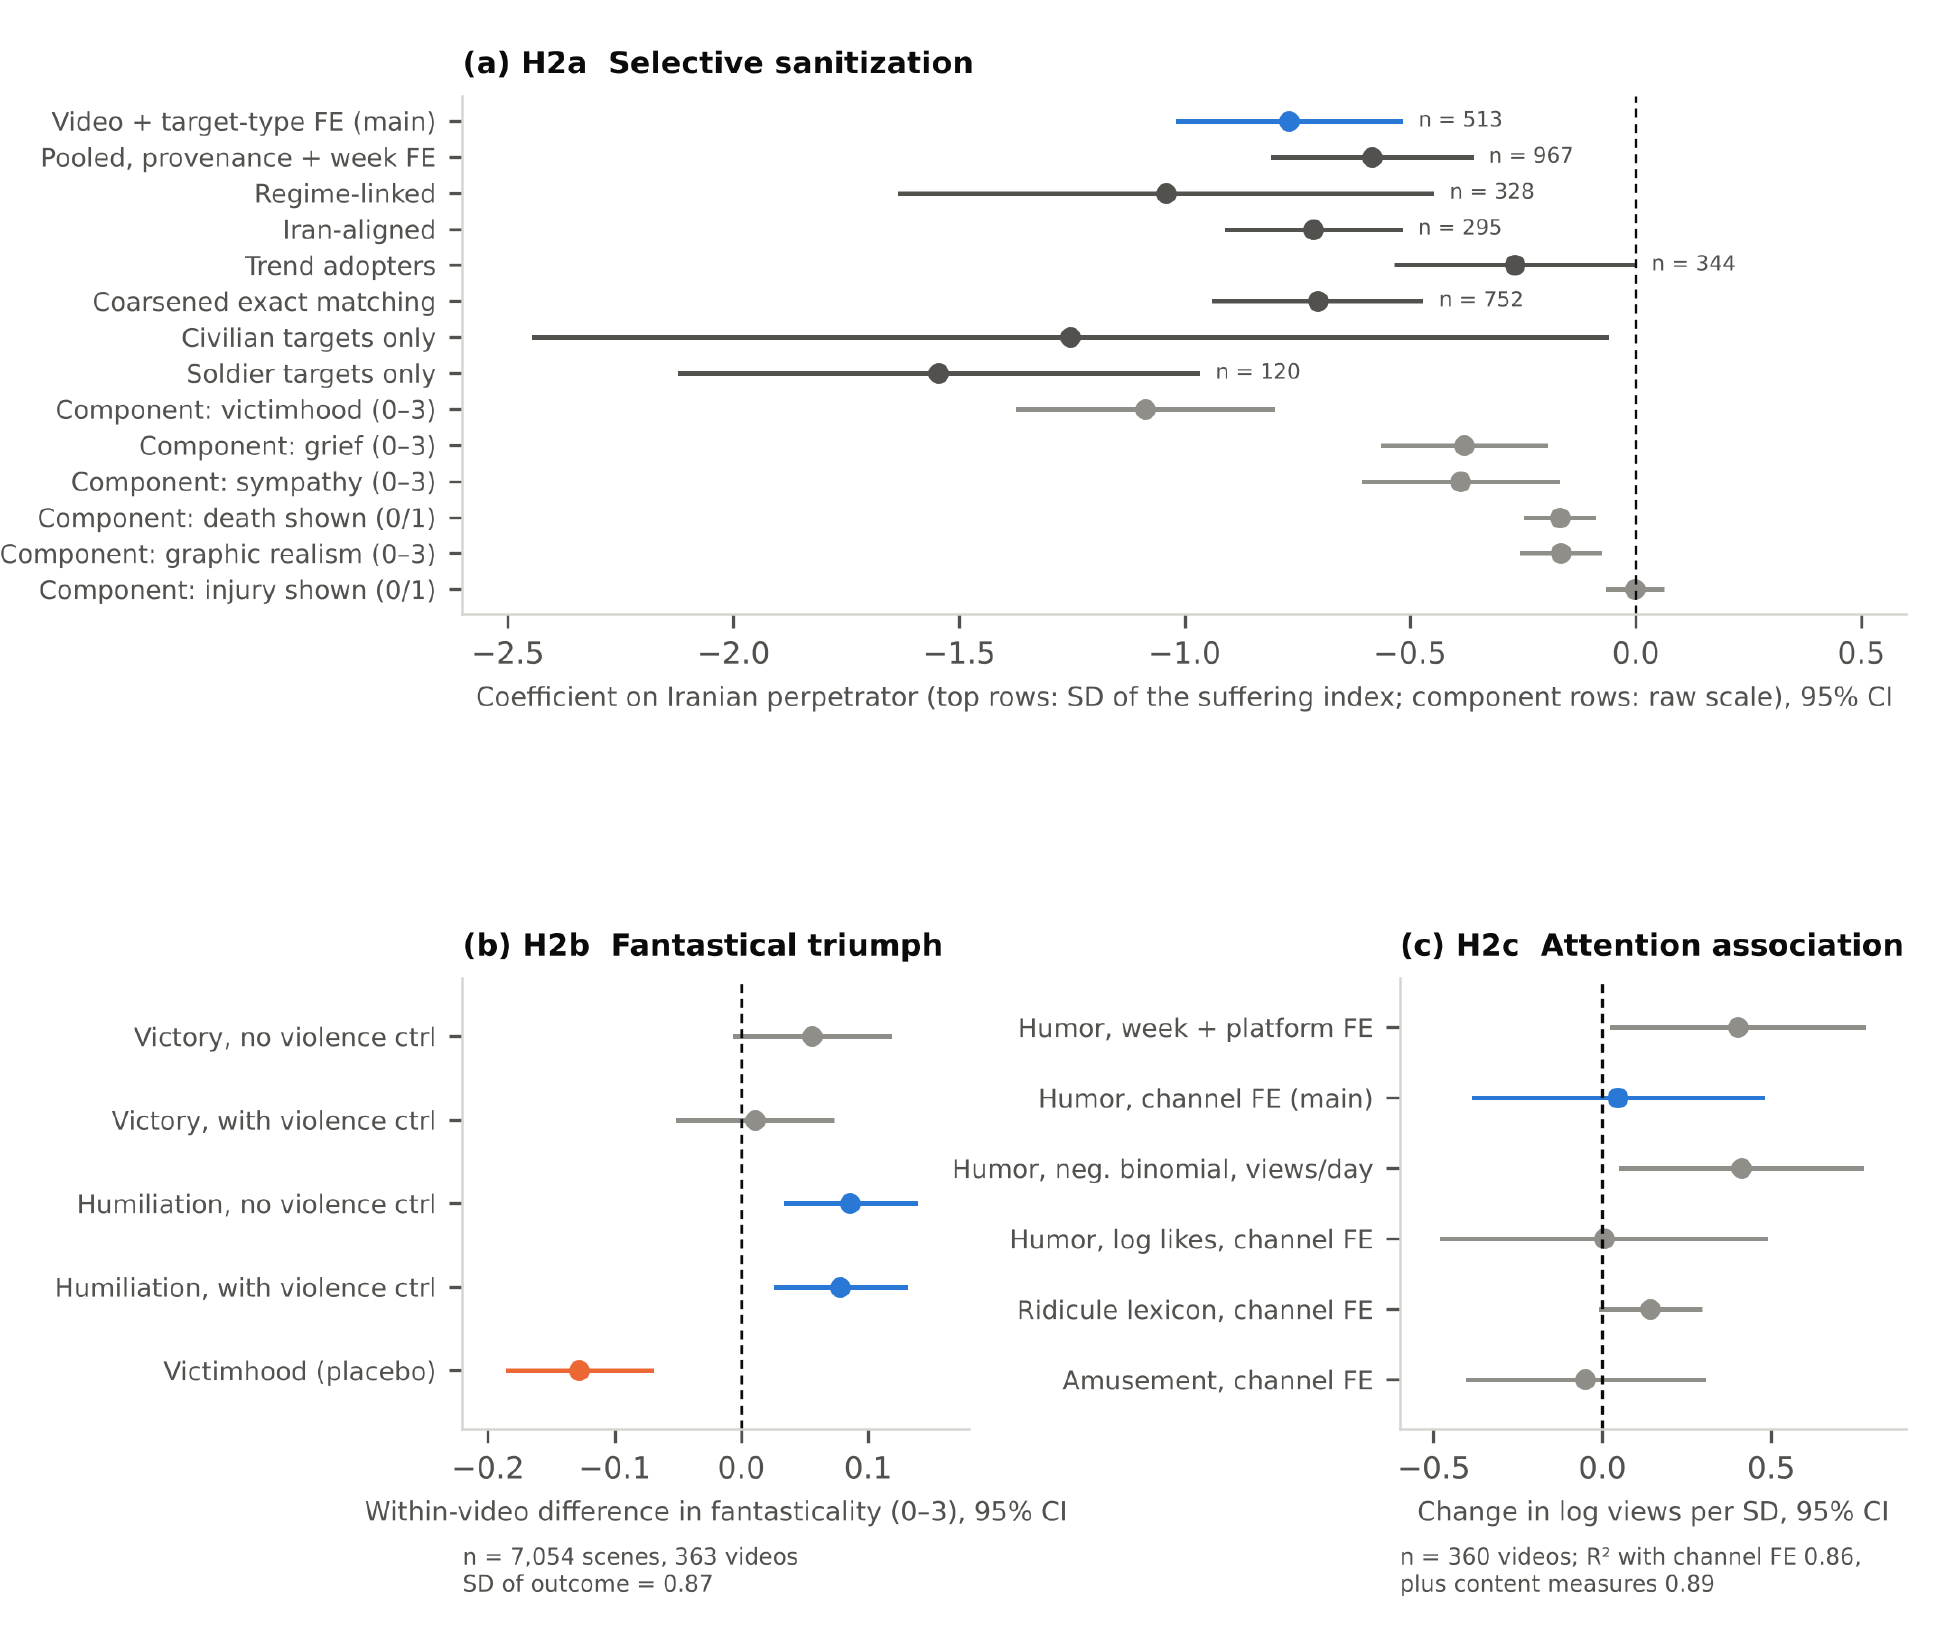 (a) H2a  Selective sanitization
Video + target-type FE (main)
n = 513
Pooled, provenance + week FE
n = 967
Regime-linked
n = 328
Iran-aligned
n = 295
Trend adopters
n = 344
Coarsened exact matching
n = 752
Civilian targets only
Soldier targets only
n = 120
Component: victimhood (0–3)
Component: grief (0–3)
Component: sympathy (0–3)
Component: death shown (0/1)
Component: graphic realism (0–3)
Component: injury shown (0/1)
−2.5 −2.0 −1.5 −1.0 −0.5 0.0 0.5
Coefficient on Iranian perpetrator (top rows: SD of the suffering index; component rows: raw scale), 95% CI
(b) H2b  Fantastical triumph
Victory, no violence ctrl
Victory, with violence ctrl
Humiliation, no violence ctrl
Humiliation, with violence ctrl
Victimhood (placebo)
−0.2 −0.1 0.0 0.1
Within-video difference in fantasticality (0–3), 95% CI
n = 7,054 scenes, 363 videos
SD of outcome = 0.87
(c) H2c  Attention association
Humor, week + platform FE
Humor, channel FE (main)
Humor, neg. binomial, views/day
Humor, log likes, channel FE
Ridicule lexicon, channel FE
Amusement, channel FE
−0.5 0.0 0.5
Change in log views per SD, 95% CI
n = 360 videos; R² with channel FE 0.86,
plus content measures 0.89